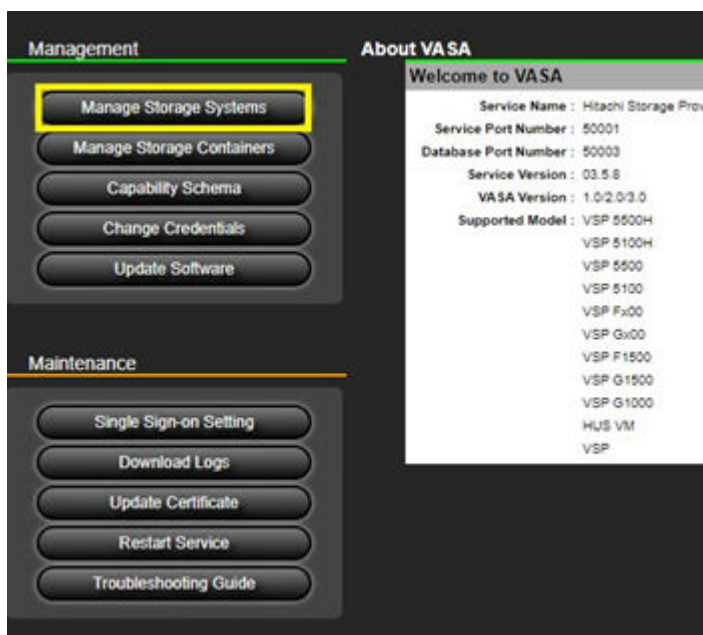 Management
Manage Storage Systems
Manage Storage Containers
Capability Schema
Change Credentials
Update Software
Maintenance
Single Sign-on Setting
Download Logs
Update Certificate
Restart Service
Troubleshooting Guide
About VASA
Welcome to VASA
Service Name : Hitachi Storage Prov
Service Port Number : 50001
Database Port Number : 50003
Service Version : 03.5.8
VASA Version : 1.0/2.0/3.0
Supported Model : VSP 5500H
VSP 5100H
VSP 5500
VSP 5100
VSP Fx00
VSP Gx00
VSP F1500
VSP G1500
VSP G1000
HUS VM
VSP